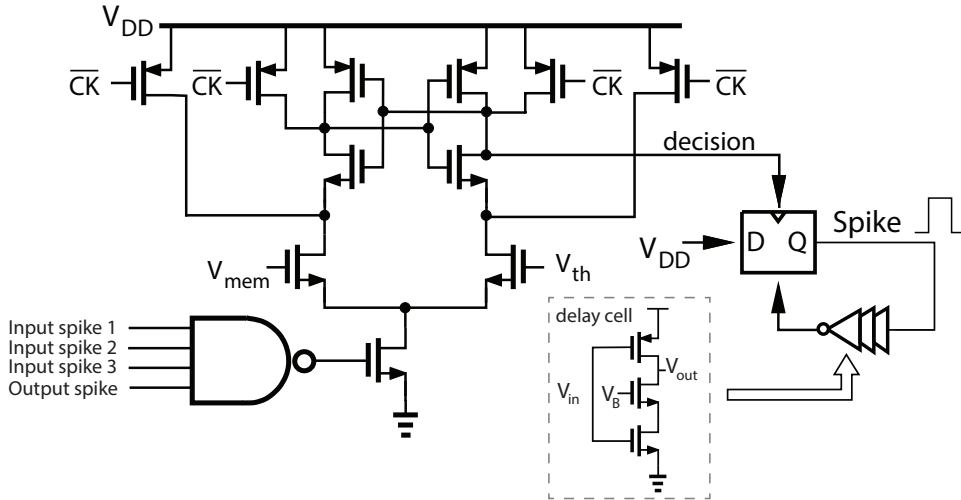 VDD
CK
CK
CK
CK
decision
Spike
D Q
VDD
Vmem
Vth
Input spike 1
Input spike 2
Input spike 3
Output spike
delay cell
Vout
Vin
VB